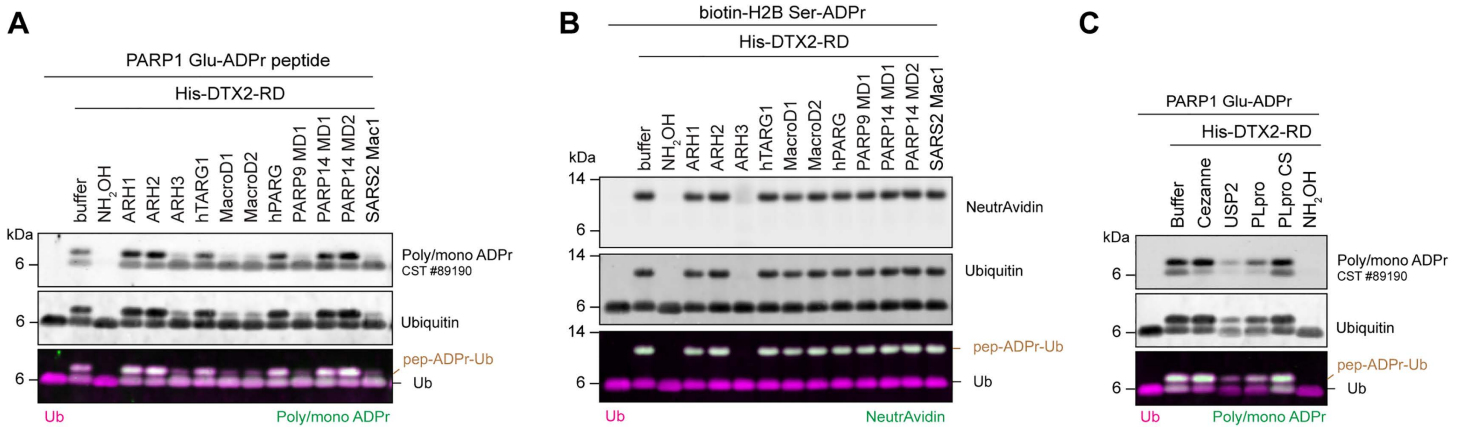 A
PARP1 Glu-ADPr peptide
His-DTX2-RD
buffer
NH2OH
ARH1
ARH2
ARH3
hTARG1
MacroD1
MacroD2
hPARG
PARP9 MD1
PARP14 MD1
PARP14 MD2
SARS2 Mac1
kDa
6
Poly/mono ADPr
CST #89190
6
Ubiquitin
6
pep-ADPr-Ub
Ub
Ub
Poly/mono ADPr
B
biotin-H2B Ser-ADPr
His-DTX2-RD
buffer
NH2OH
ARH1
ARH2
ARH3
hTARG1
MacroD1
MacroD2
hPARG
PARP9 MD1
PARP14 MD1
PARP14 MD2
SARS2 Mac1
kDa
14
NeutrAvidin
6
14
Ubiquitin
6
14
pep-ADPr-Ub
6
Ub
Ub
NeutrAvidin
C
PARP1 Glu-ADPr
His-DTX2-RD
Buffer
Cezanne
USP2
PLpro
PLpro CS
NH2OH
kDa
Poly/mono ADPr
6
CST #89190
Ubiquitin
6
pep-ADPr-Ub
6
Ub
Ub
Poly/mono ADPr